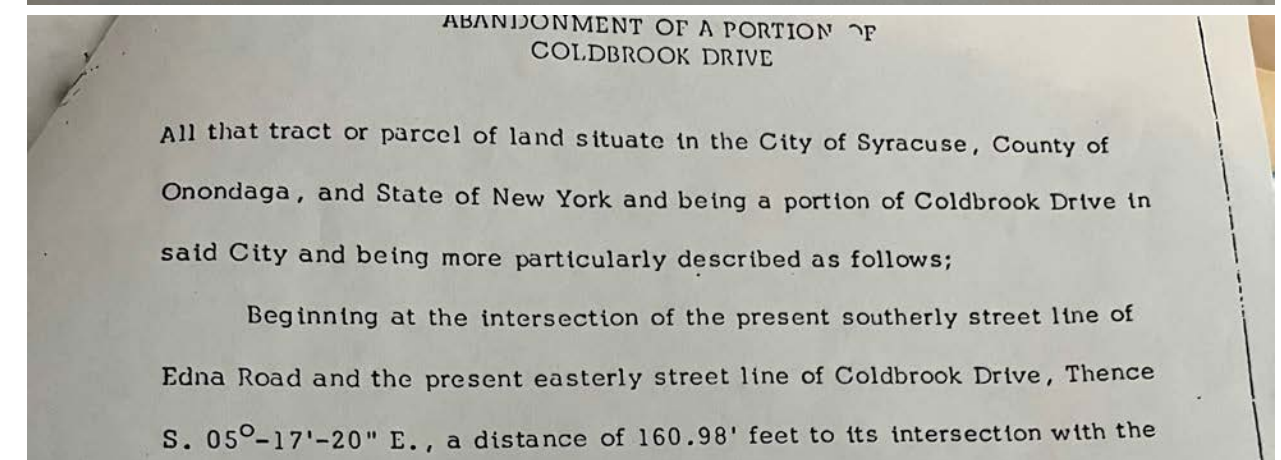 ABANDONMENT OF A PORTION OF
COLDBROOK DRIVE
All that tract or parcel of land situate in the City of Syracuse, County of
Onondaga, and State of New York and being a portion of Coldbrook Drive in
said City and being more particularly described as follows;
Beginning at the intersection of the present southerly street line of
Edna Road and the present easterly street line of Coldbrook Drive, Thence
S. 05°-17'-20" E., a distance of 160.98' feet to its intersection with the